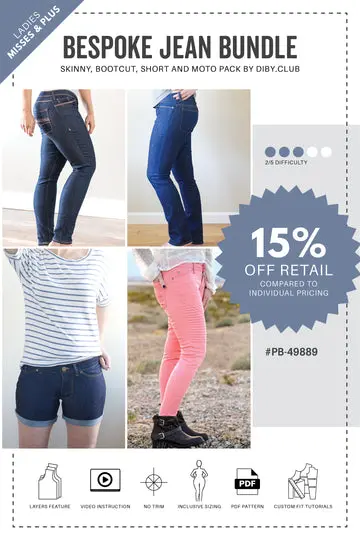 LADIES
MISSES & PLUS
BESPOKE JEAN BUNDLE
SKINNY, BOOTCUT, SHORT AND MOTO PACK BY DIBY.CLUB
2/5 DIFFICULTY
15%
OFF RETAIL
COMPARED TO
INDIVIDUAL PRICING
#PB-49889
LAYERS FEATURE
VIDEO INSTRUCTION
NO TRIM
INCLUSIVE SIZING
PDF
PDF PATTERN
CUSTOM FIT TUTORIALS